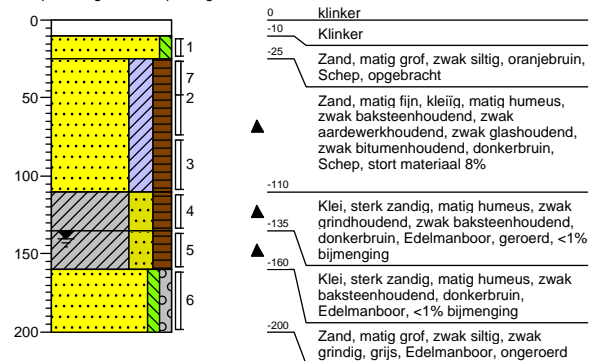 0
50
100
150
200
1
7
2
3
4
5
6
0
klinker
-10
Klinker
-25
Zand, matig grof, zwak siltig, oranjebruin,
Schep, opgebracht
Zand, matig fijn, kleiïg, matig humeus,
zwak baksteenhoudend, zwak
aardewerkhoudend, zwak glashoudend,
zwak bitumenhoudend, donkerbruin,
Schep, stort materiaal 8%
-110
Klei, sterk zandig, matig humeus, zwak
grindhoudend, zwak baksteenhoudend,
donkerbruin, Edelmanboor, geroerd, <1%
bijmenging
-135
-160
Klei, sterk zandig, matig humeus, zwak
baksteenhoudend, donkerbruin,
Edelmanboor, <1% bijmenging
-200
Zand, matig grof, zwak siltig, zwak
grindig, grijs, Edelmanboor, ongeroerd